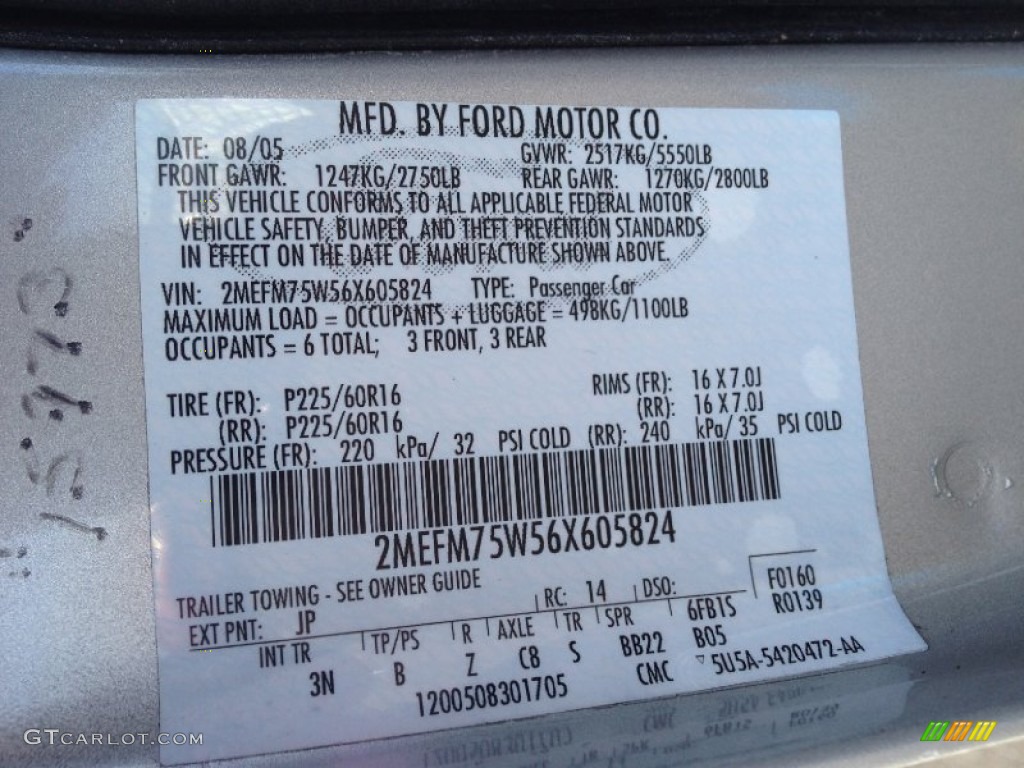 MFD. BY FORD MOTOR CO.
DATE: 08/05 GVWR: 2517KG/5550LB
FRONT GAWR: 1247KG/2750LB REAR GAWR: 1270KG/2800LB
THIS VEHICLE CONFORMS TO ALL APPLICABLE FEDERAL MOTOR
VEHICLE SAFETY, BUMPER, AND THEFT PREVENTION STANDARDS
IN EFFECT ON THE DATE OF MANUFACTURE SHOWN ABOVE.
VIN: 2MEFM75W56X605824 TYPE: Passenger Car
MAXIMUM LOAD = OCCUPANTS + LUGGAGE = 498KG/1100LB
OCCUPANTS = 6 TOTAL; 3 FRONT, 3 REAR
TIRE (FR): P225/60R16 RIMS (FR): 16 X 7.0J
(RR): P225/60R16 (RR): 16 X 7.0J
PRESSURE (FR): 220 kPa/ 32 PSI COLD (RR): 240 kPa/ 35 PSI COLD
2MEFM75W56X605824
TRAILER TOWING - SEE OWNER GUIDE
EXT PNT: JP RC: 14 DSO: F0160
R0139
INT TR TP/PS R AXLE TR SPR 6FB1S
3N B Z C8 S BB22 B05
1200508301705 CMC 5U5A-5420472-AA
GTCarLot.com